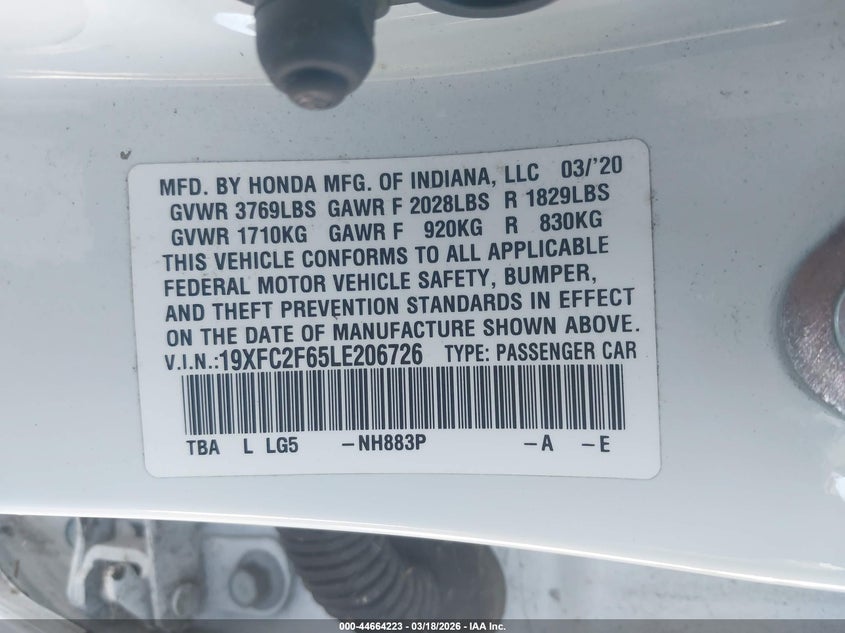 MFD. BY HONDA MFG. OF INDIANA, LLC 03/'20
GVWR 3769LBS GAWR F 2028LBS R 1829LBS
GVWR 1710KG GAWR F 920KG R 830KG
THIS VEHICLE CONFORMS TO ALL APPLICABLE
FEDERAL MOTOR VEHICLE SAFETY, BUMPER,
AND THEFT PREVENTION STANDARDS IN EFFECT
ON THE DATE OF MANUFACTURE SHOWN ABOVE.
V.I.N.:19XFC2F65LE206726 TYPE: PASSENGER CAR
TBA L LG5 –NH883P –A –E
000-44664223 - 03/18/2026 - IAA Inc.